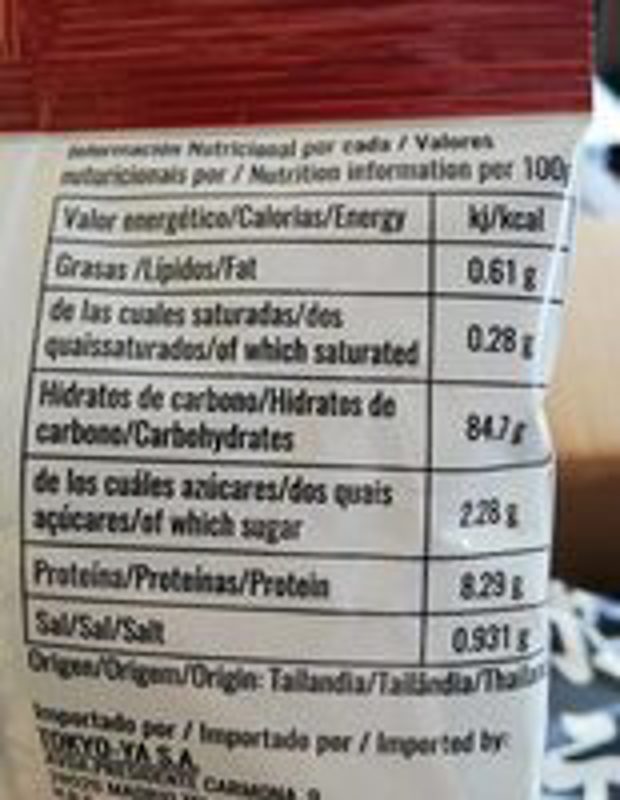 Información Nutricional por cada / Valores
nuturicionais por / Nutrition information per 100g
Valor energético/Calorías/Energy kj/kcal
Grasas /Lípidos/Fat 0.61 g
de las cuales saturadas/dos
quaissaturados/of which saturated 0.28 g
Hidratos de carbono/Hidratos de
carbono/Carbohydrates 84.7 g
de los cuáles azúcares/dos quais
açúcares/of which sugar 2.28 g
Proteína/Proteínas/Protein 8.29 g
Sal/Sal/Salt 0.931 g
Origen/Origem/Origin: Tailandia/Tailândia/
Importado por / Importado por / Imported by:
TOKYO-YA S.A.
PRESIDENTE CARMONA, 9